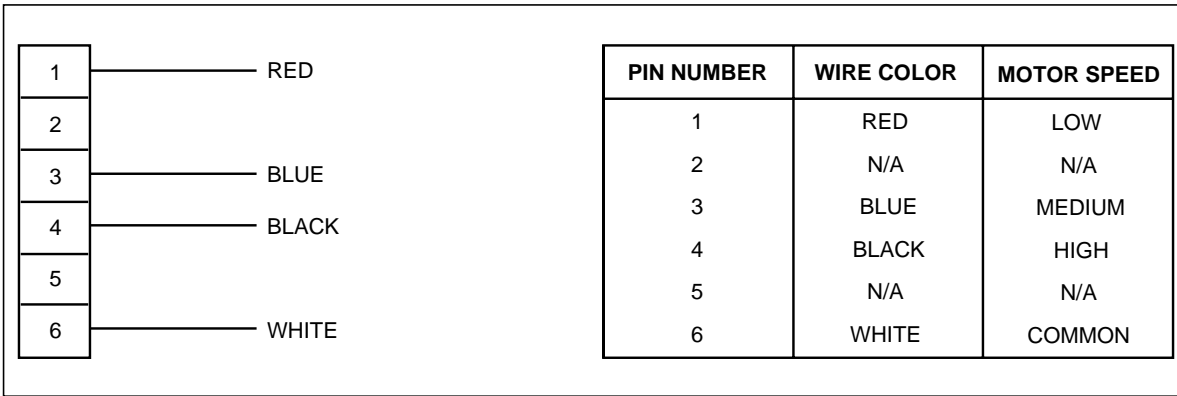 1 RED
2
3 BLUE
4 BLACK
5
6 WHITE
PIN NUMBER WIRE COLOR MOTOR SPEED
1 RED LOW
2 N/A N/A
3 BLUE MEDIUM
4 BLACK HIGH
5 N/A N/A
6 WHITE COMMON